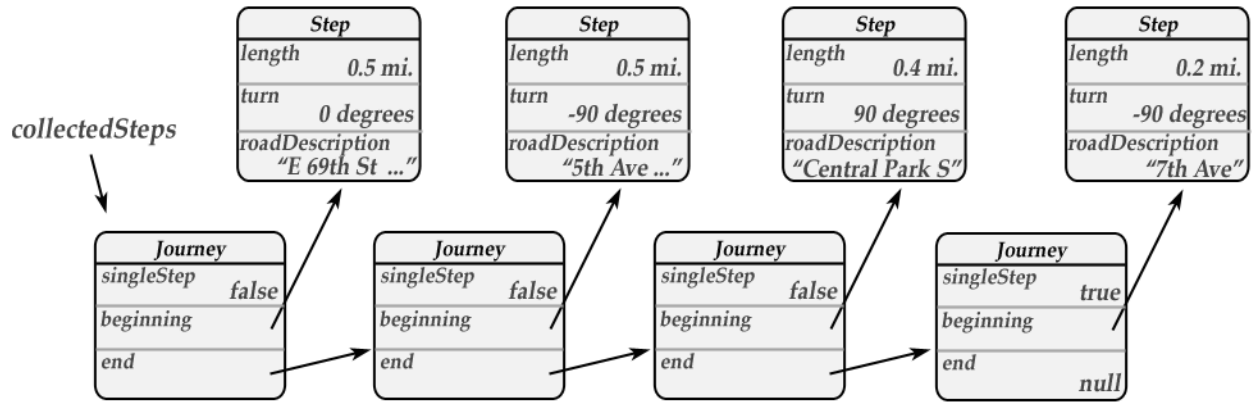 Step
length
0.5 mi.
turn
0 degrees
roadDescription
“E 69th St ...”
Step
length
0.5 mi.
turn
-90 degrees
roadDescription
“5th Ave ...”
Step
length
0.4 mi.
turn
90 degrees
roadDescription
“Central Park S”
Step
length
0.2 mi.
turn
-90 degrees
roadDescription
“7th Ave”
collectedSteps
Journey
singleStep
false
beginning
end
Journey
singleStep
false
beginning
end
Journey
singleStep
false
beginning
end
Journey
singleStep
true
beginning
end
null